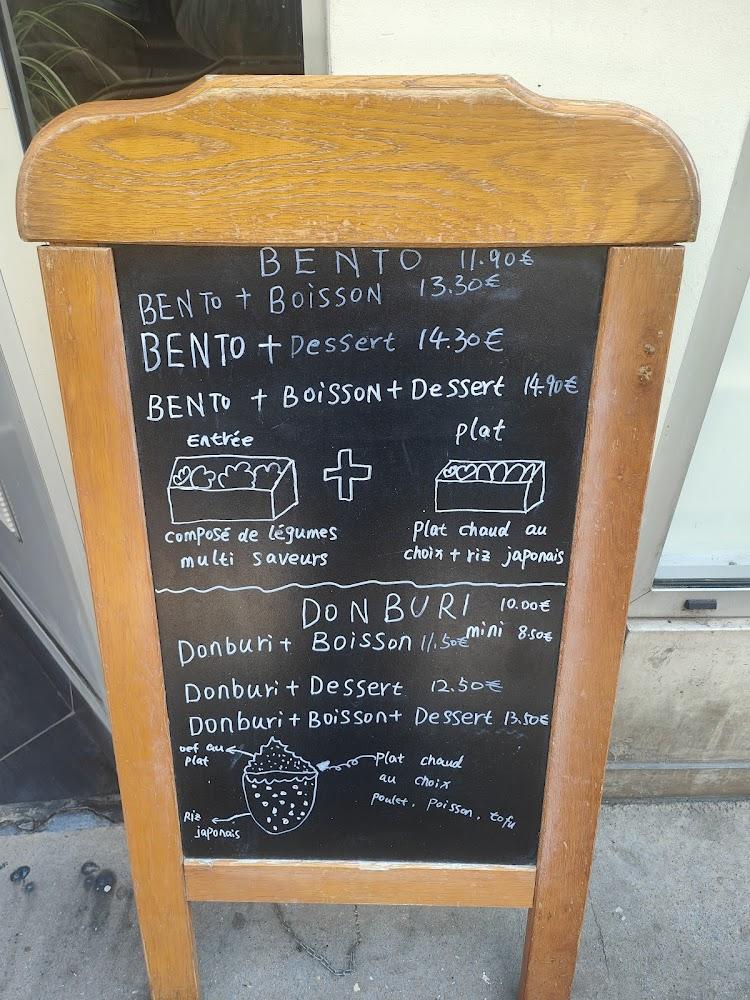 BENTO 11.90€
BENTO + BOISSON 13.30€
BENTO + Dessert 14.30€
BENTO + BOISSON + Dessert 14.90€
Entrée + plat
composé de légumes
multi saveurs
plat chaud au
choix + riz japonais
DONBURI 10.00€
mini 8.50€
Donburi + Boisson 11.50€
Donburi + Dessert 12.50€
Donburi + Boisson + Dessert 13.50€
oef au
plat
Plat chaud
au choix
poulet, poisson, tofu
Riz
japonais